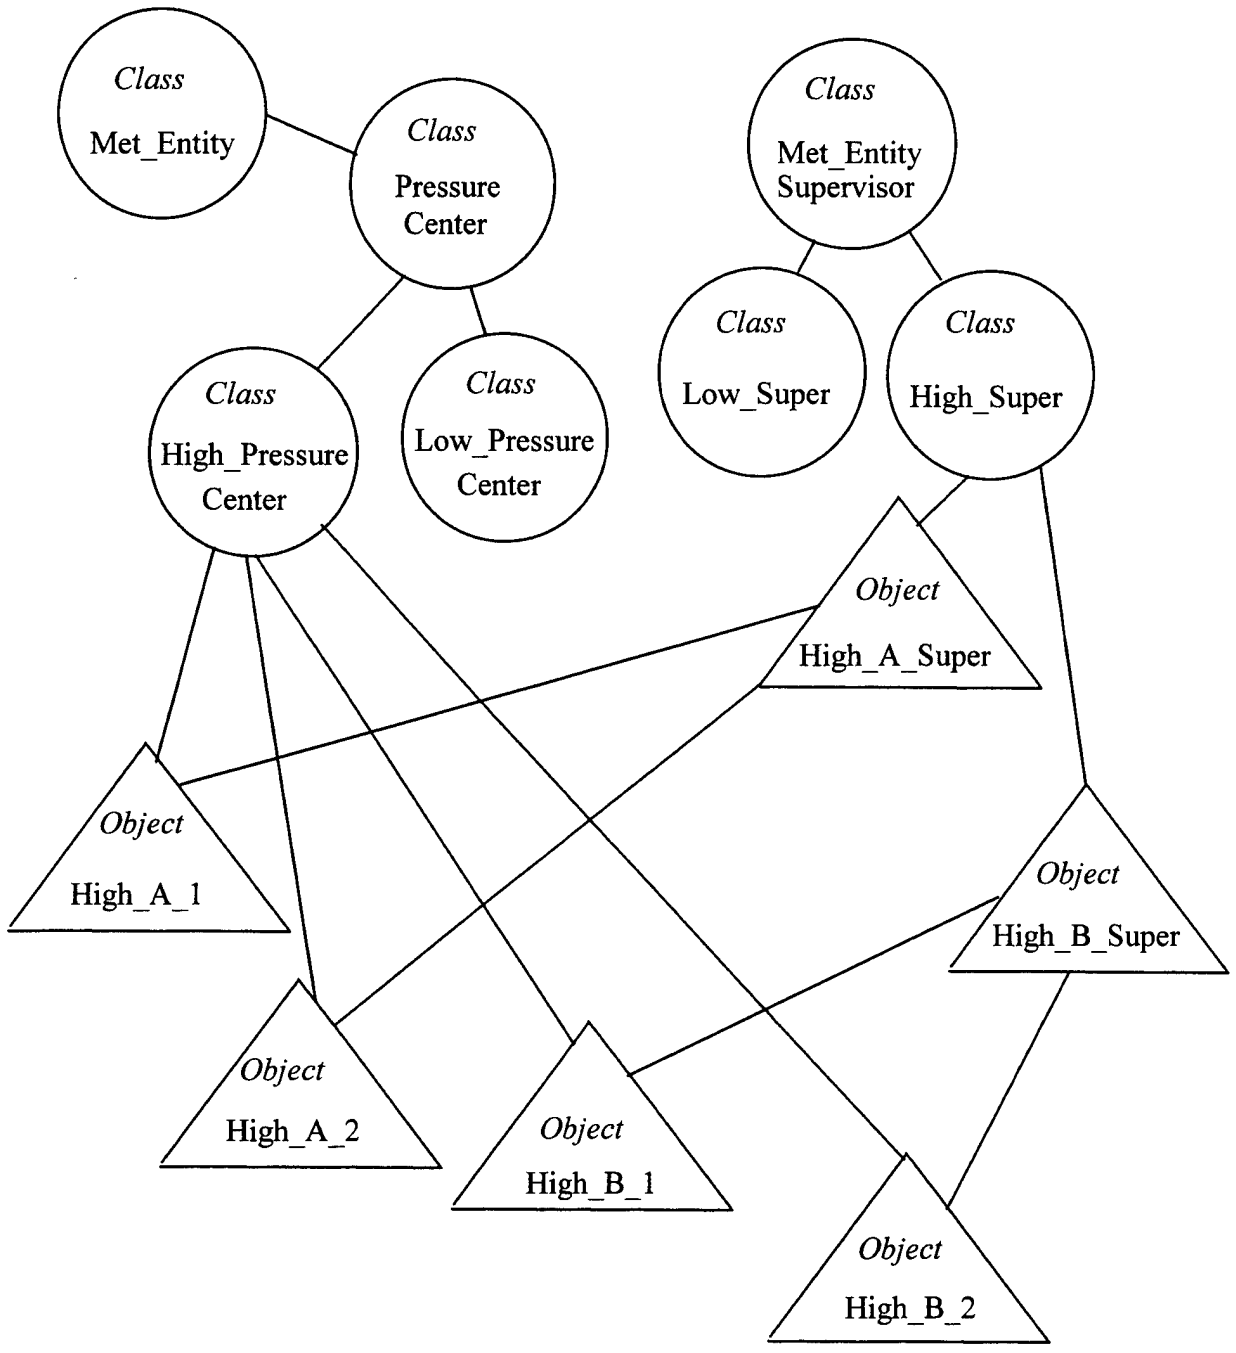 Class
Met_Entity
Class
Pressure
Center
Class
Met_Entity
Supervisor
Class
Low_Super
Class
High_Super
Class
High_Pressure
Center
Class
Low_Pressure
Center
Object
High_A_Super
Object
High_A_1
Object
High_B_Super
Object
High_A_2
Object
High_B_1
Object
High_B_2